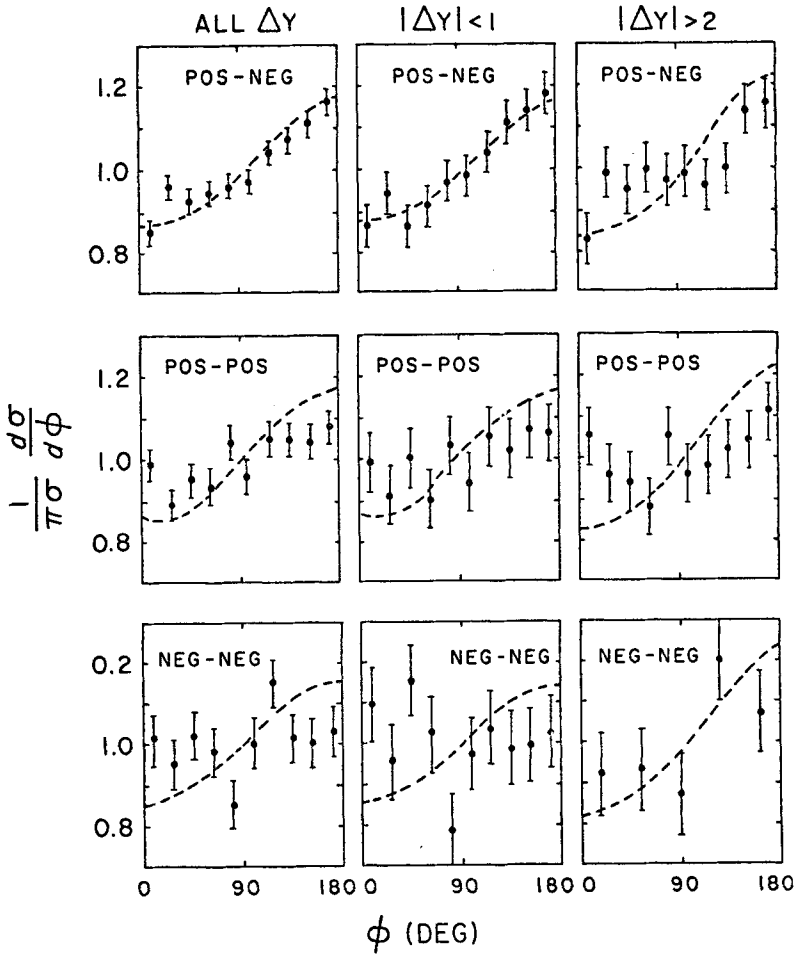 ALL ΔY
|ΔY|<1
|ΔY|>2
POS-NEG
POS-NEG
POS-NEG
1.2
1.0
0.8
POS-POS
POS-POS
POS-POS
1.2
1.0
0.8
1/πσ dσ/dϕ
NEG-NEG
NEG-NEG
NEG-NEG
0.2
1.0
0.8
0 90 180 0 90 180 0 90 180
ϕ (DEG)